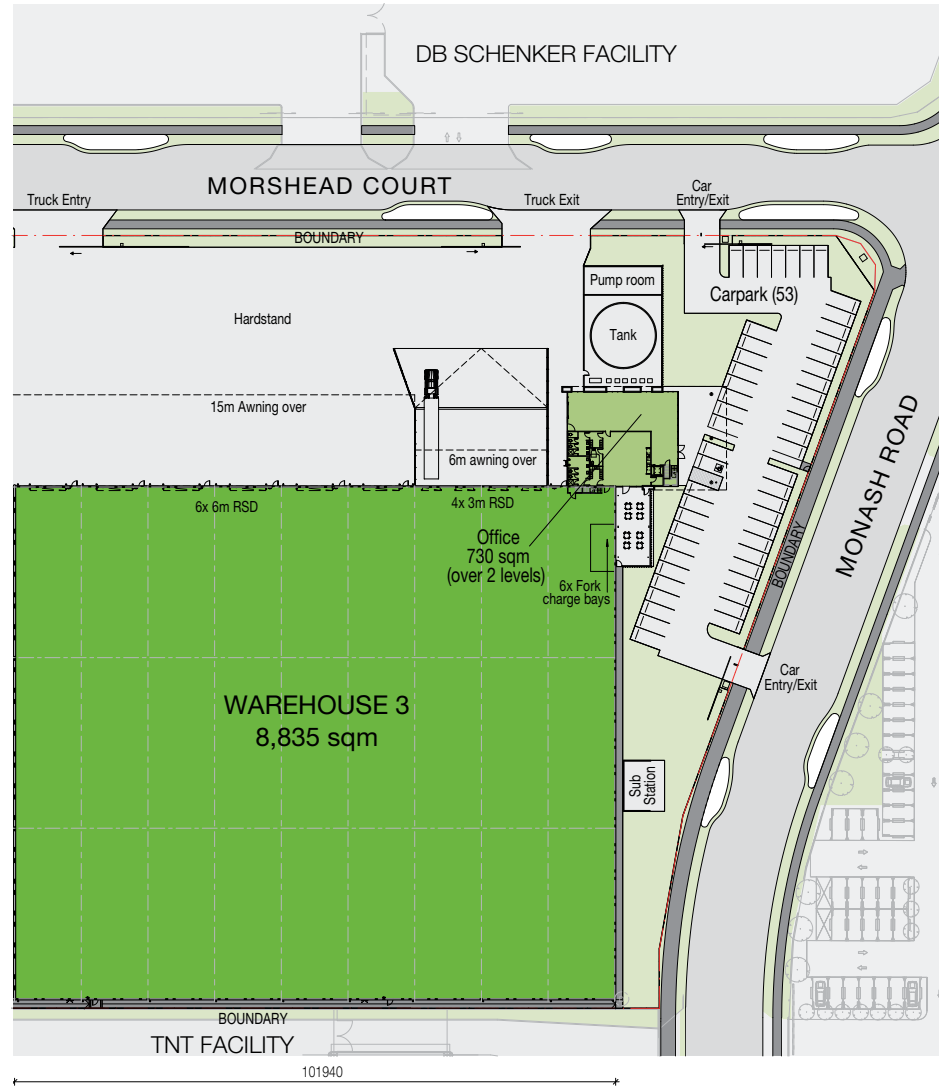 DB SCHENKER FACILITY
MORSHEAD COURT
Truck Entry
Truck Exit
Car
Entry/Exit
BOUNDARY
Pump room
Carpark (53)
Hardstand
Tank
15m Awning over
6m awning over
6x 6m RSD
4x 3m RSD
Office
730 sqm
(over 2 levels)
6x Fork
charge bays
BOUNDARY
MONASH ROAD
Car
Entry/Exit
WAREHOUSE 3
8,835 sqm
Sub
Station
BOUNDARY
TNT FACILITY
101940